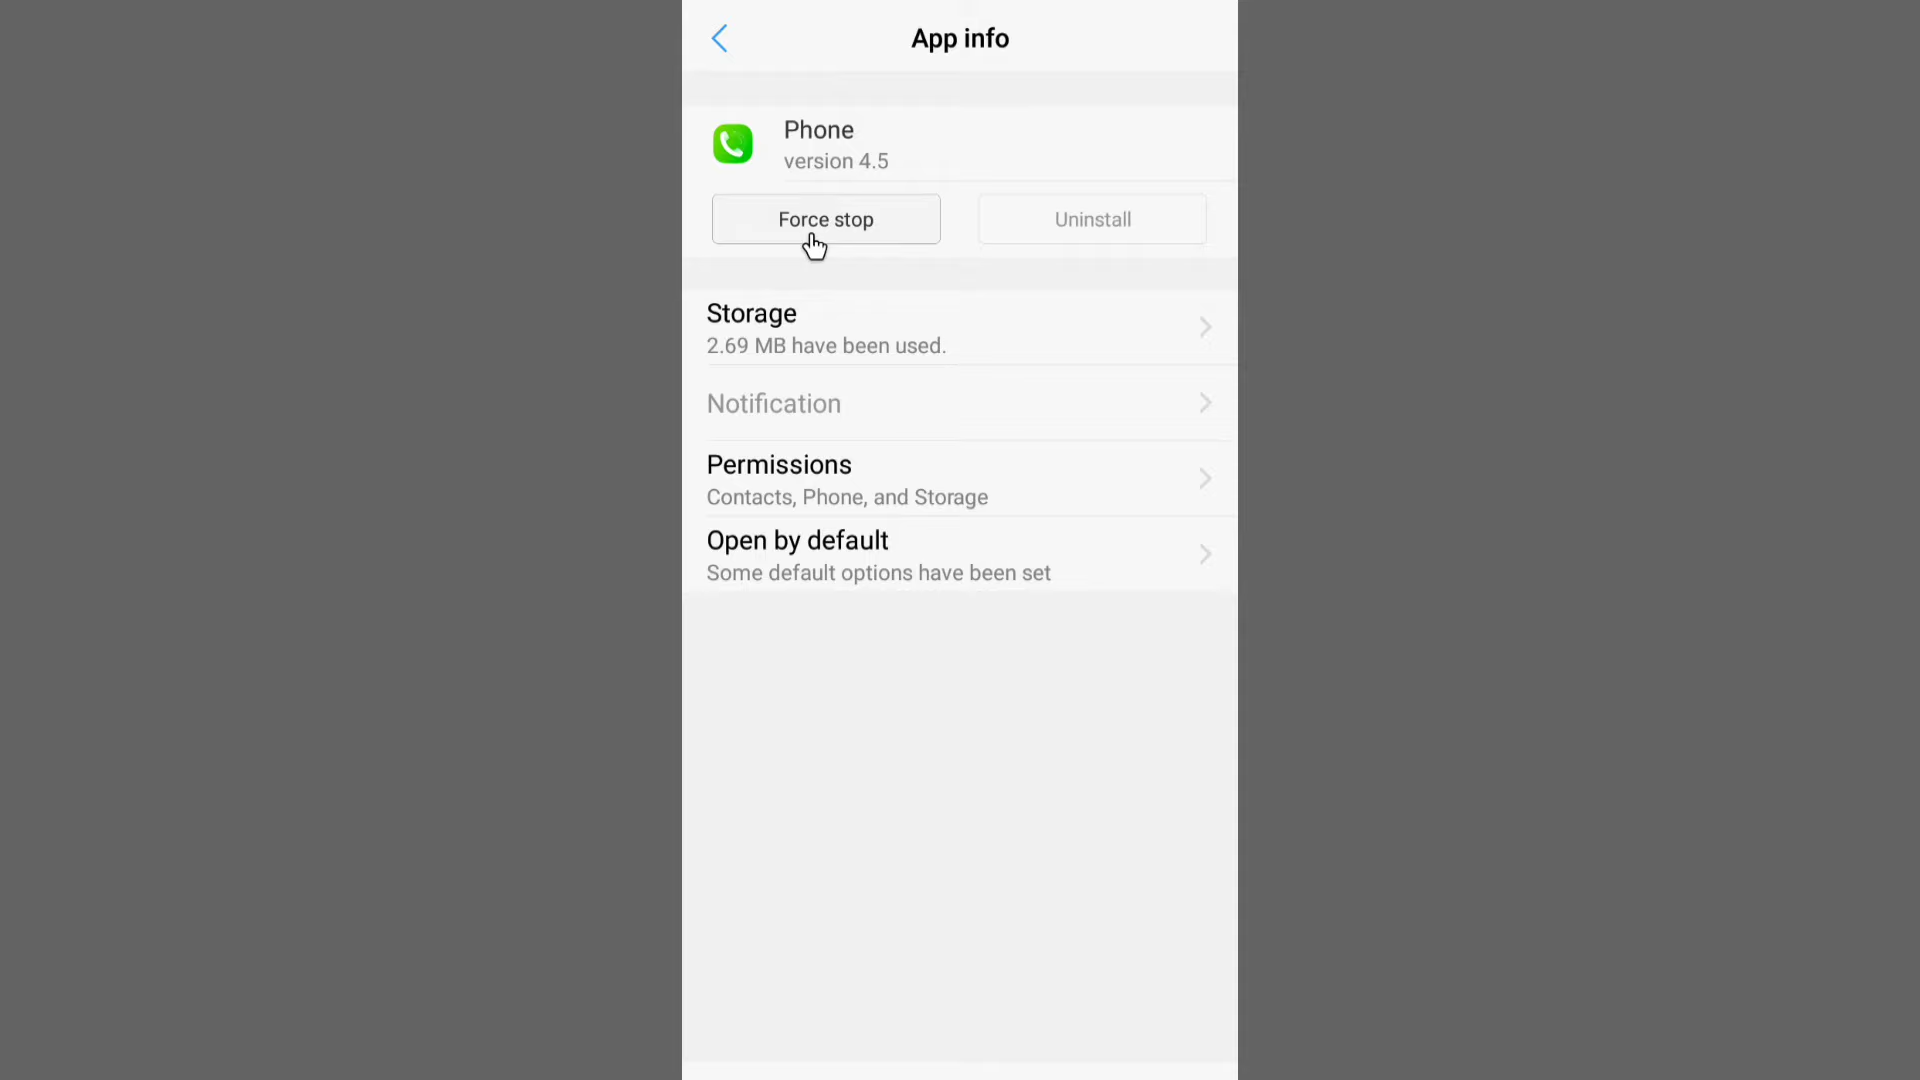 App info
Phone
version 4.5
Force stop
Uninstall
Storage
2.69 MB have been used.
Notification
Permissions
Contacts, Phone, and Storage
Open by default
Some default options have been set